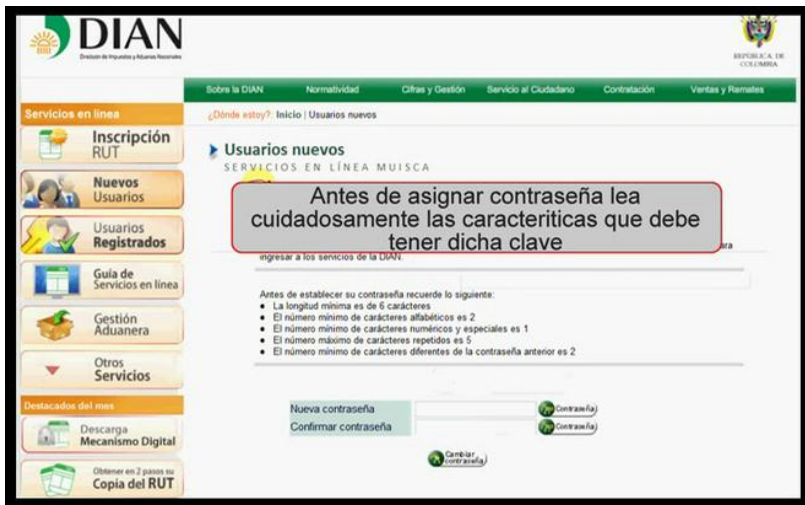 DIAN
Dirección de Impuestos y Aduanas Nacionales
REPÚBLICA DE
COLOMBIA
Sobre la DIAN Normatividad Cifras y Gestión Servicio al Ciudadano Contratación Ventas y Remates
Servicios en línea
¿Dónde estoy?: Inicio | Usuarios nuevos
Inscripción
RUT
Nuevos
Usuarios
Usuarios
Registrados
Guía de
Servicios en línea
Gestión
Aduanera
Otros
Servicios
Destacados del mes
Descarga
Mecanismo Digital
Obtener en 2 pasos su
Copia del RUT
Usuarios nuevos
SERVICIOS EN LÍNEA MUISCA
Antes de asignar contraseña lea
cuidadosamente las caracteriticas que debe
tener dicha clave
ara
ingresar a los servicios de la DIAN.
Antes de establecer su contraseña recuerde lo siguiente:
La longitud mínima es de 6 carácteres
El número mínimo de carácteres alfabéticos es 2
El número mínimo de carácteres numéricos y especiales es 1
El número máximo de carácteres repetidos es 5
El número mínimo de carácteres diferentes de la contraseña anterior es 2
Nueva contraseña
Contraseña
Confirmar contraseña
Contraseña
Cambiar
contraseña